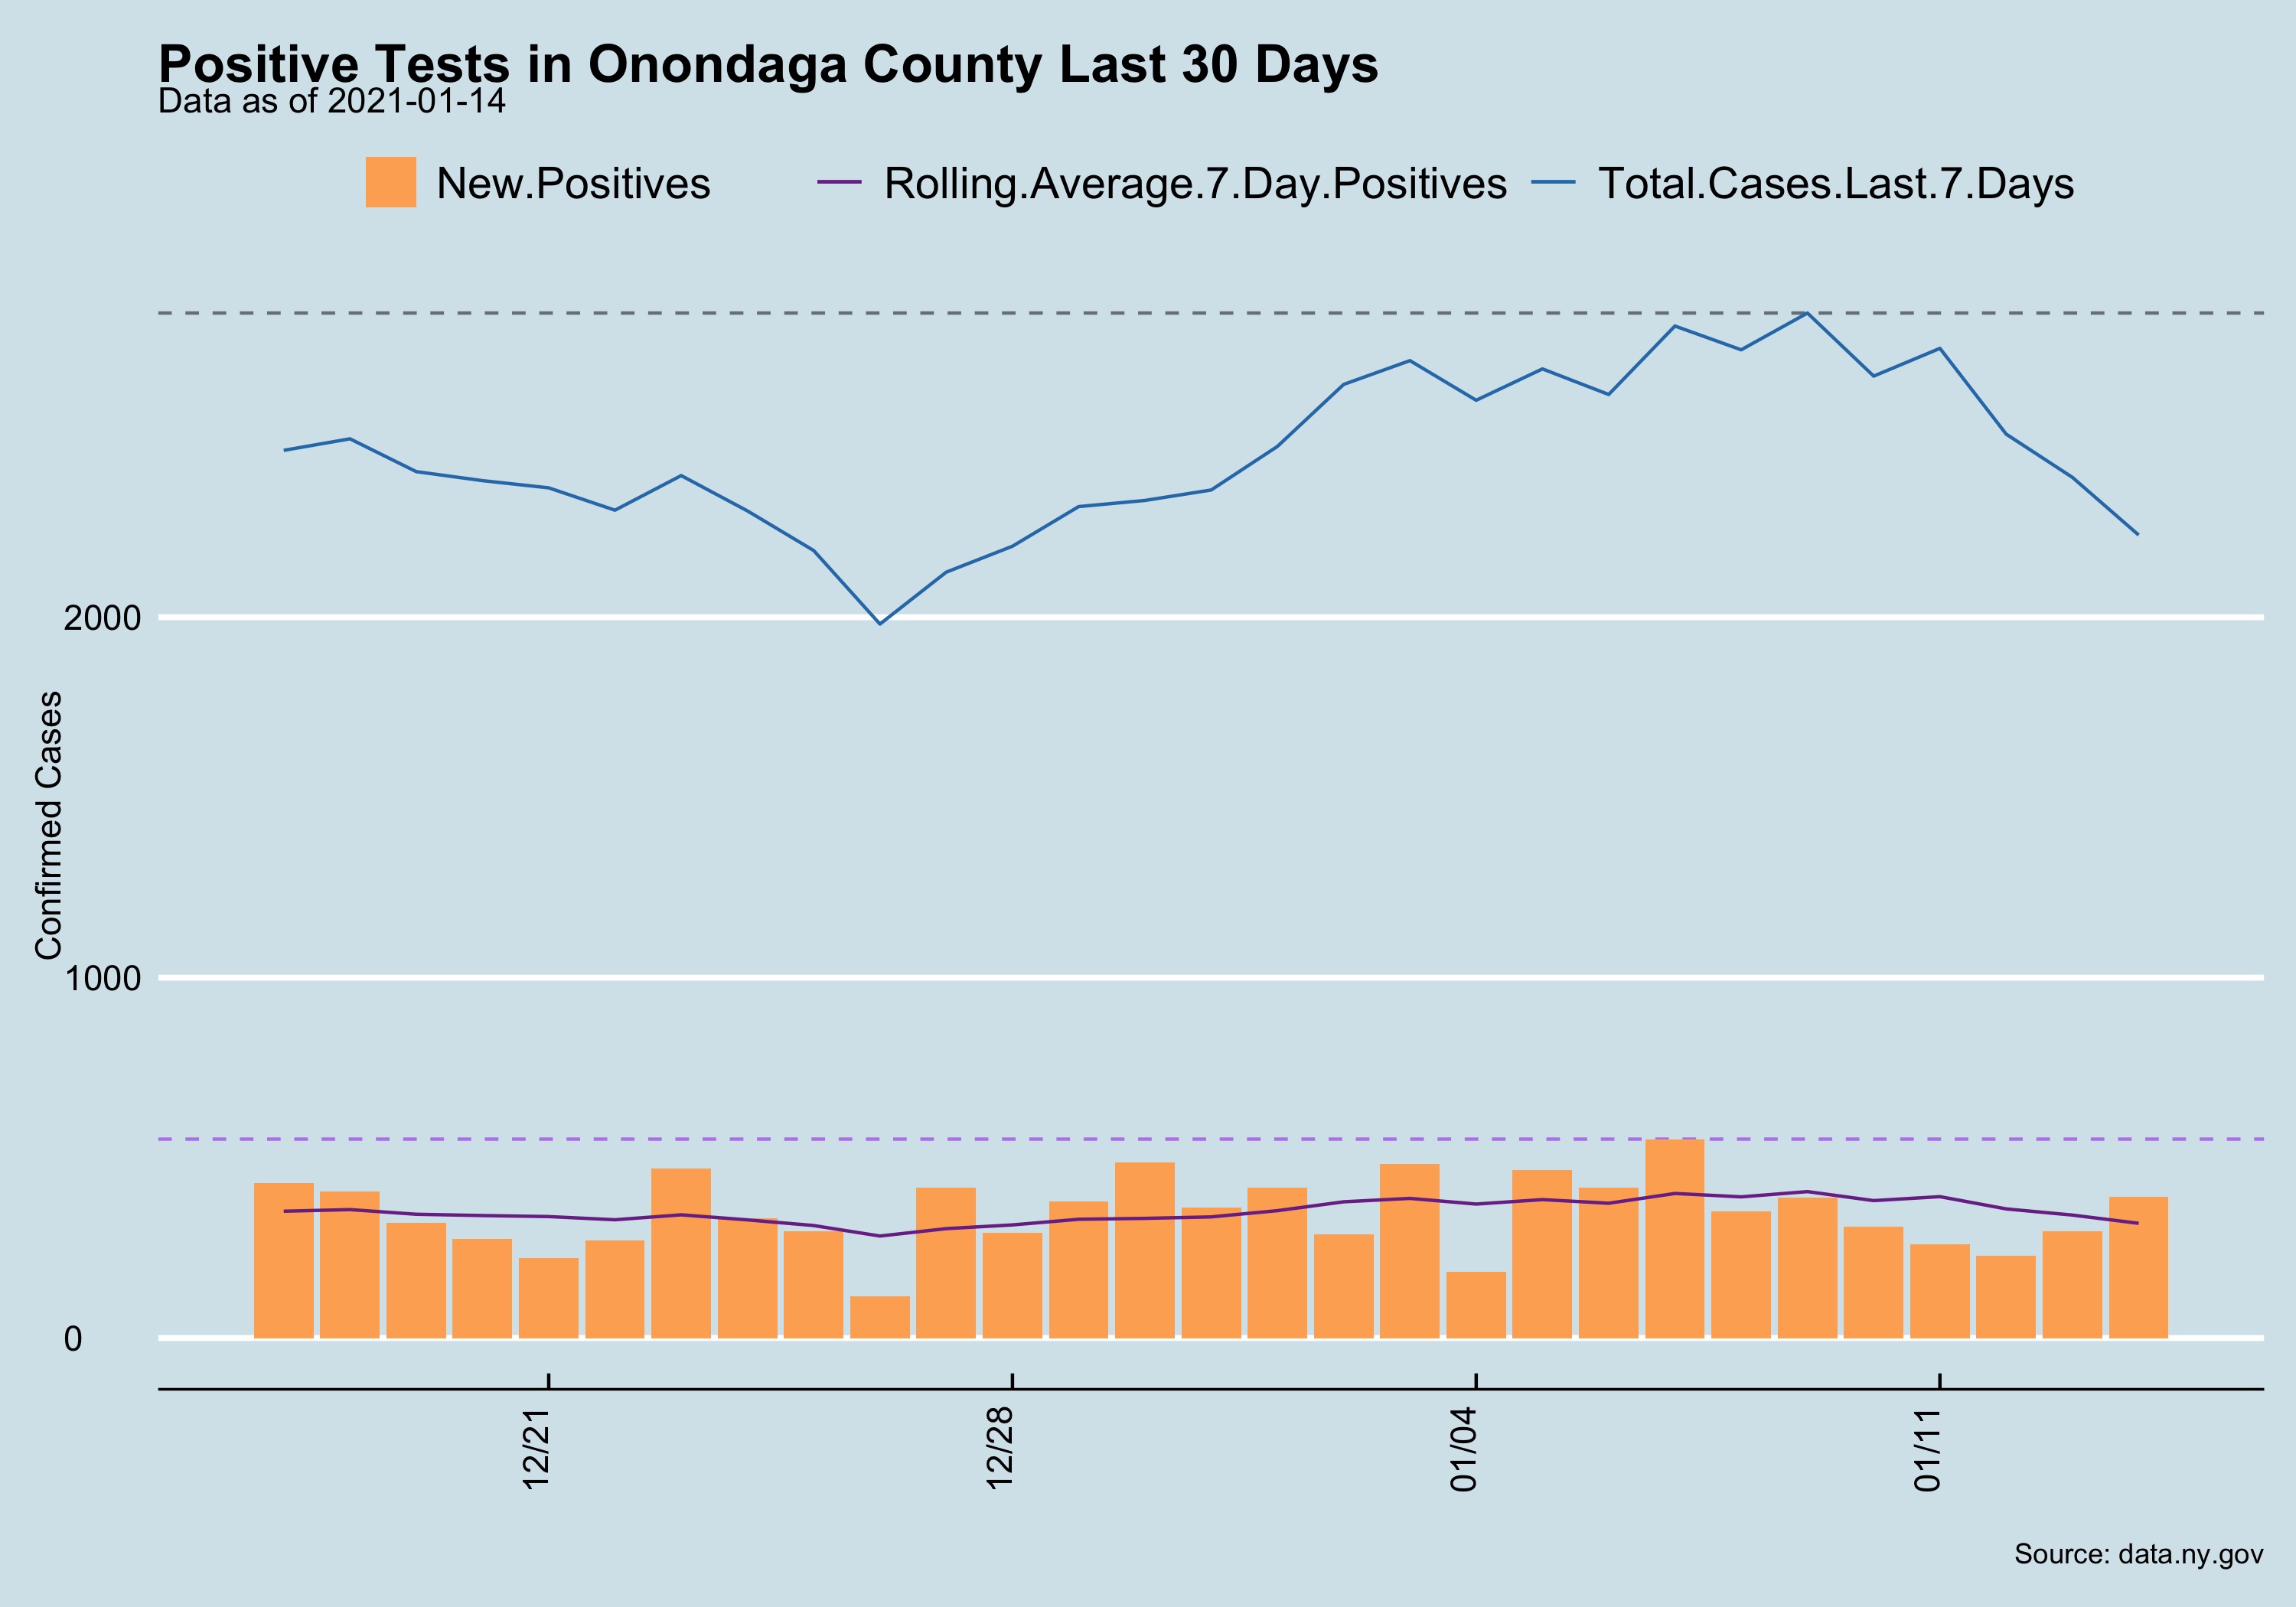 Positive Tests in Onondaga County Last 30 Days
Data as of 2021-01-14
New.Positives
Rolling.Average.7.Day.Positives
Total.Cases.Last.7.Days
Confirmed Cases
2000
1000
0
12/21
12/28
01/04
01/11
Source: data.ny.gov